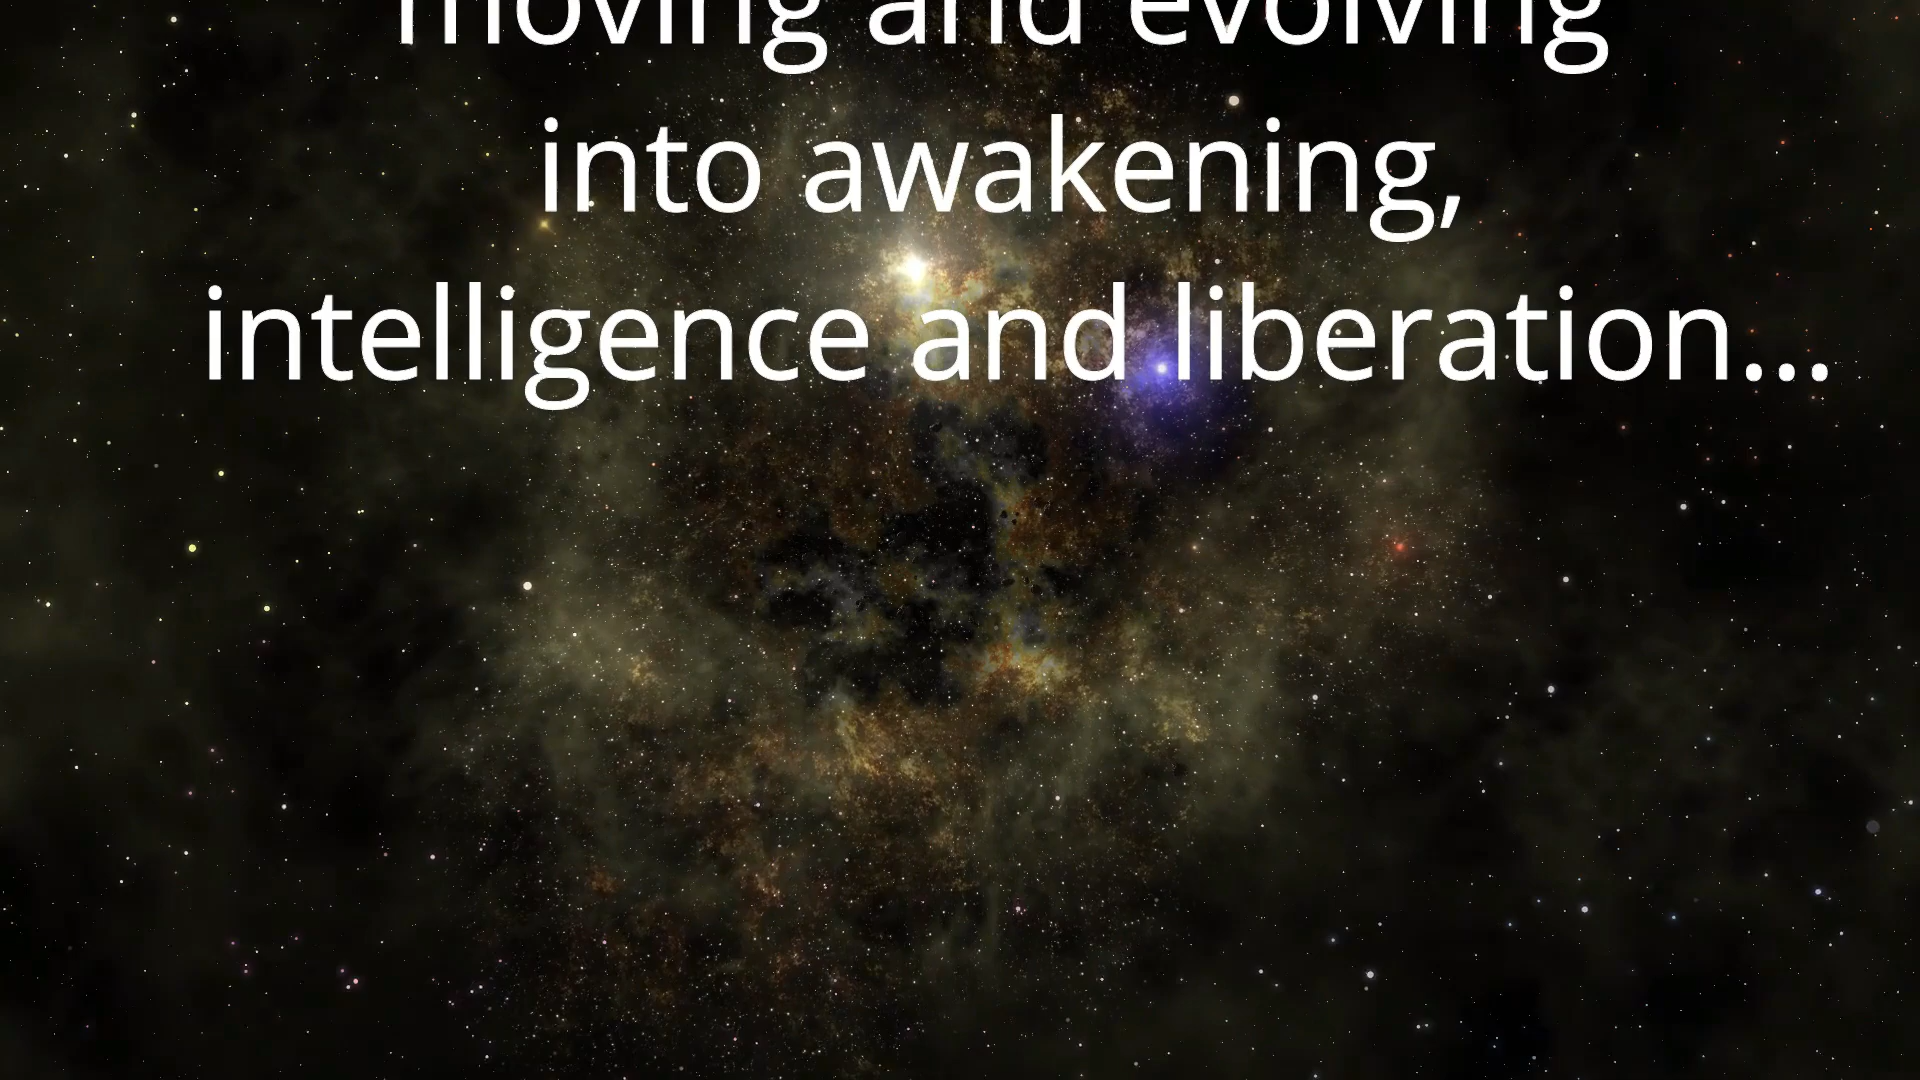 moving and evolving
into awakening,
intelligence and liberation...